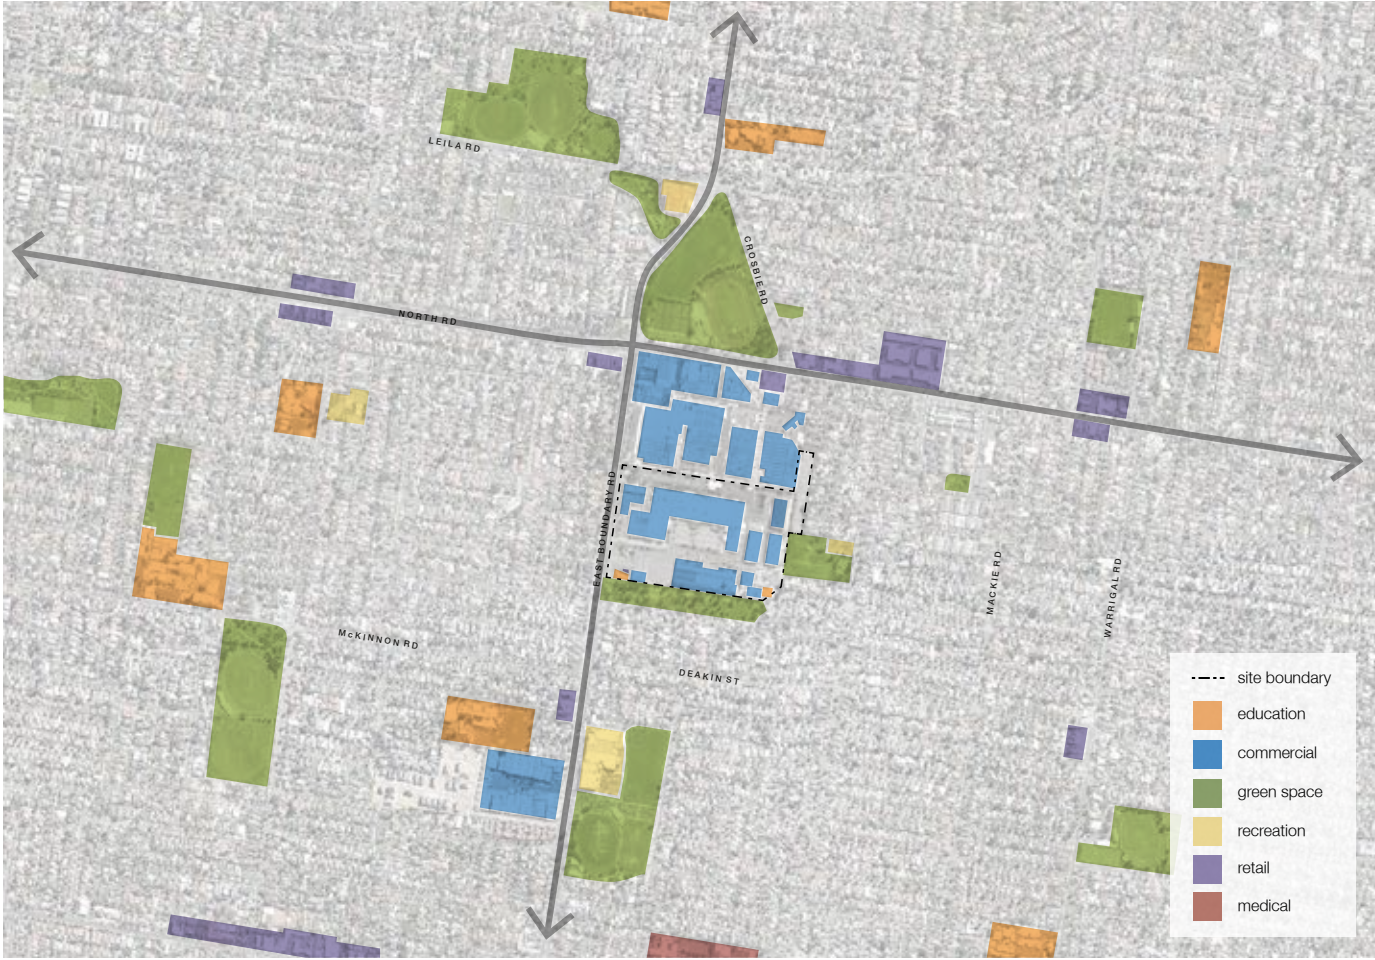 LEILA RD
CROSBIE RD
NORTH RD
EAST BOUNDARY RD
MACKIE RD
WARRIGAL RD
McKINNON RD
DEAKIN ST
site boundary
education
commercial
green space
recreation
retail
medical